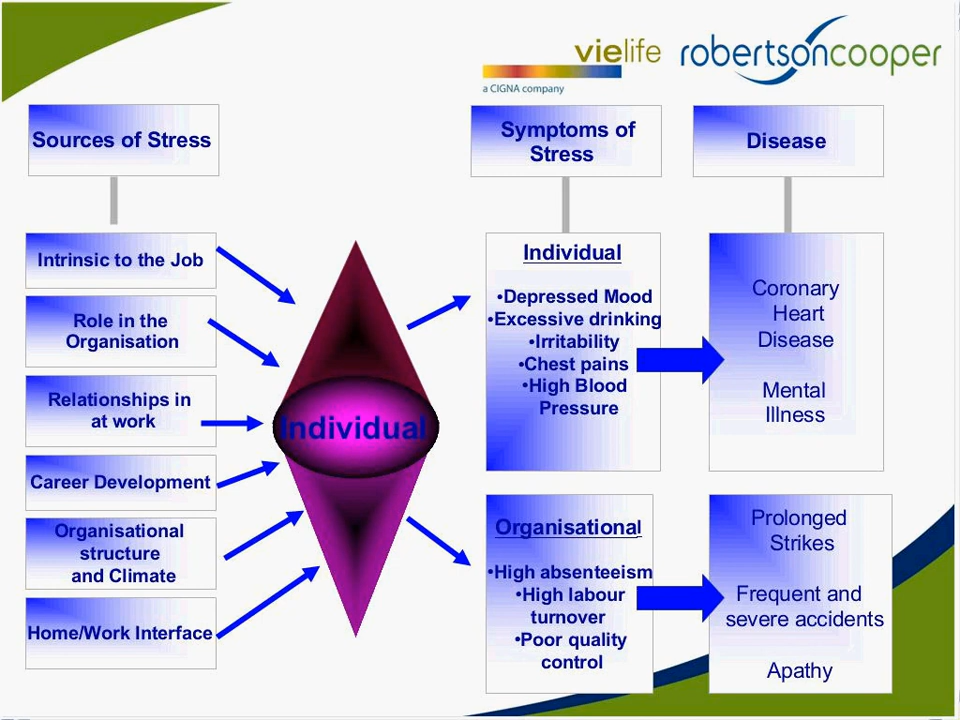 vielife
a CIGNA company
robertsoncooper
Sources of Stress
Intrinsic to the Job
Role in the
Organisation
Relationships in
at work
Career Development
Organisational
structure
and Climate
Home/Work Interface
Individual
Symptoms of
Stress
Individual
•Depressed Mood
•Excessive drinking
•Irritability
•Chest pains
•High Blood
Pressure
Organisational
•High absenteeism
•High labour
turnover
•Poor quality
control
Disease
Coronary
Heart
Disease
Mental
Illness
Prolonged
Strikes
Frequent and
severe accidents
Apathy